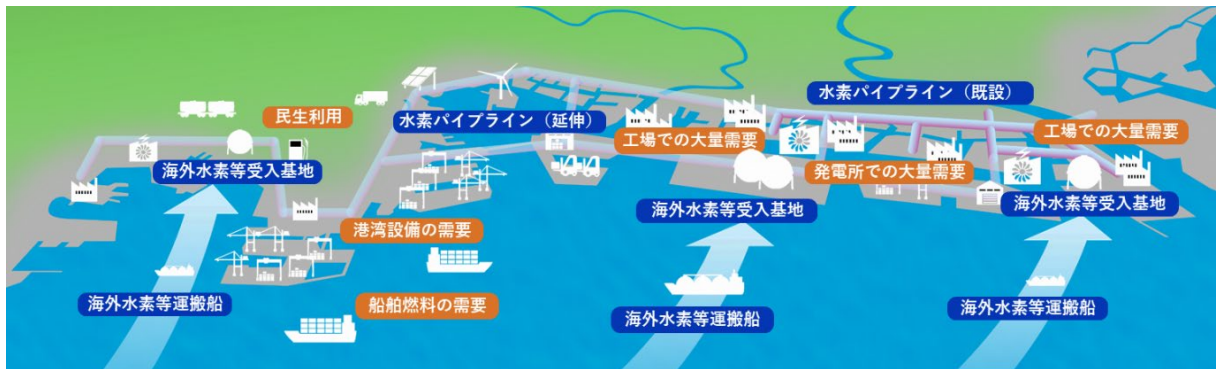 民生利用
海外水素等受入基地
水素パイプライン（延伸）
水素パイプライン（既設）
工場での大量需要
工場での大量需要
発電所での大量需要
海外水素等受入基地
海外水素等受入基地
港湾設備の需要
船舶燃料の需要
海外水素等運搬船
海外水素等運搬船
海外水素等運搬船